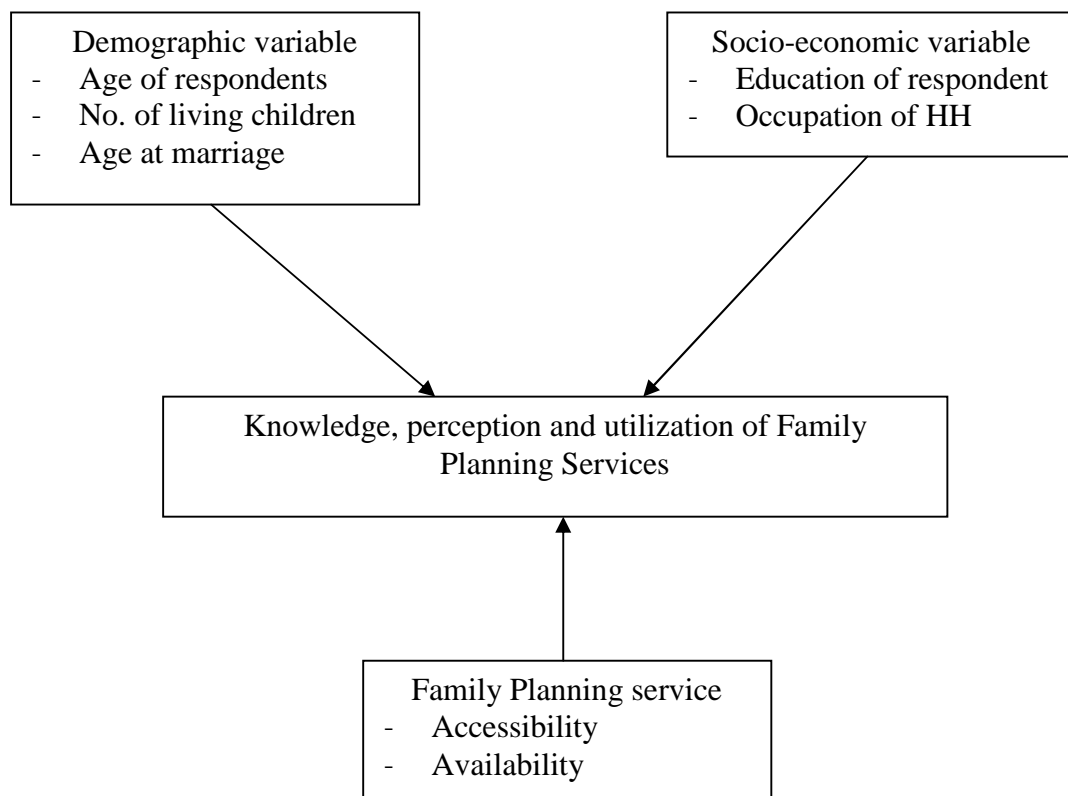 Demographic variable
- Age of respondents
- No. of living children
- Age at marriage
Socio-economic variable
- Education of respondent
- Occupation of HH
Knowledge, perception and utilization of Family
Planning Services
Family Planning service
- Accessibility
- Availability